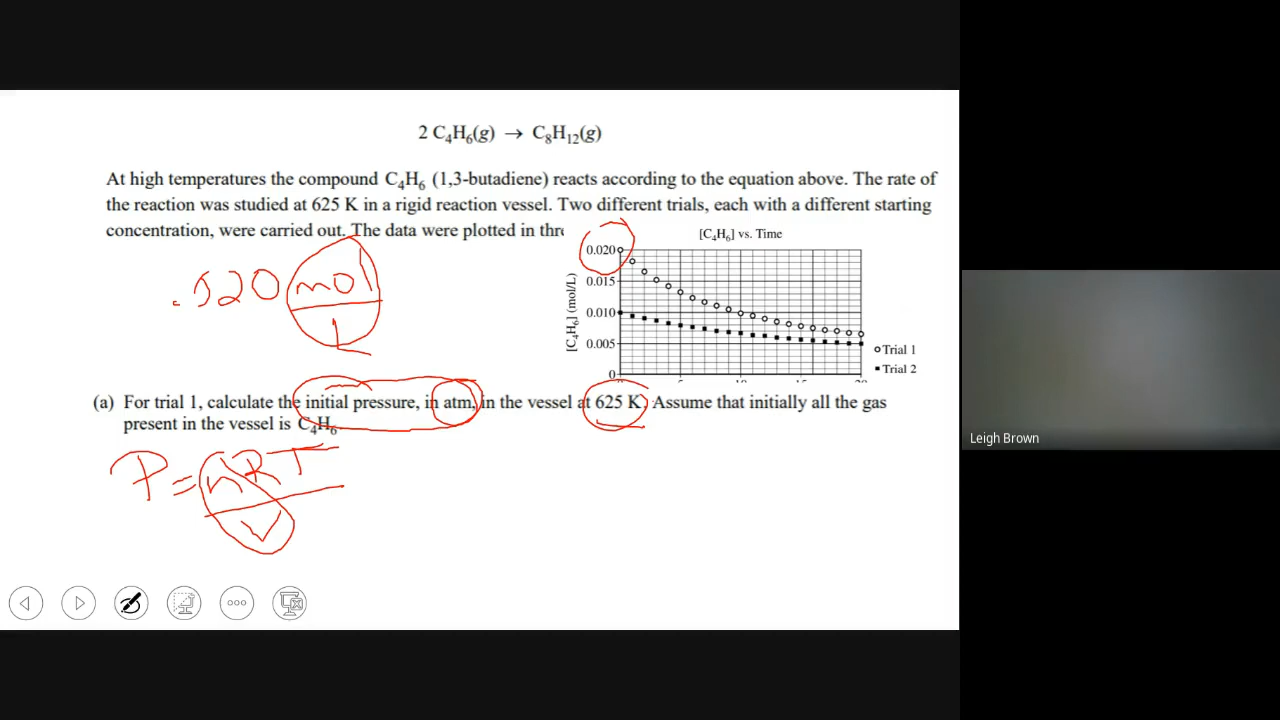 2 C₄H₆(g) → C₈H₁₂(g)
At high temperatures the compound C₄H₆ (1,3-butadiene) reacts according to the equation above. The rate of
the reaction was studied at 625 K in a rigid reaction vessel. Two different trials, each with a different starting
concentration, were carried out. The data were plotted in thre
[C₄H₆] vs. Time
0.020
0.015
0.010
0.005
0
[C₄H₆] (mol/L)
Trial 1
Trial 2
.020 mol
L
(a) For trial 1, calculate the initial pressure, in atm, in the vessel at 625 K. Assume that initially all the gas
present in the vessel is C₄H₆.
P = nRT
V
Leigh Brown